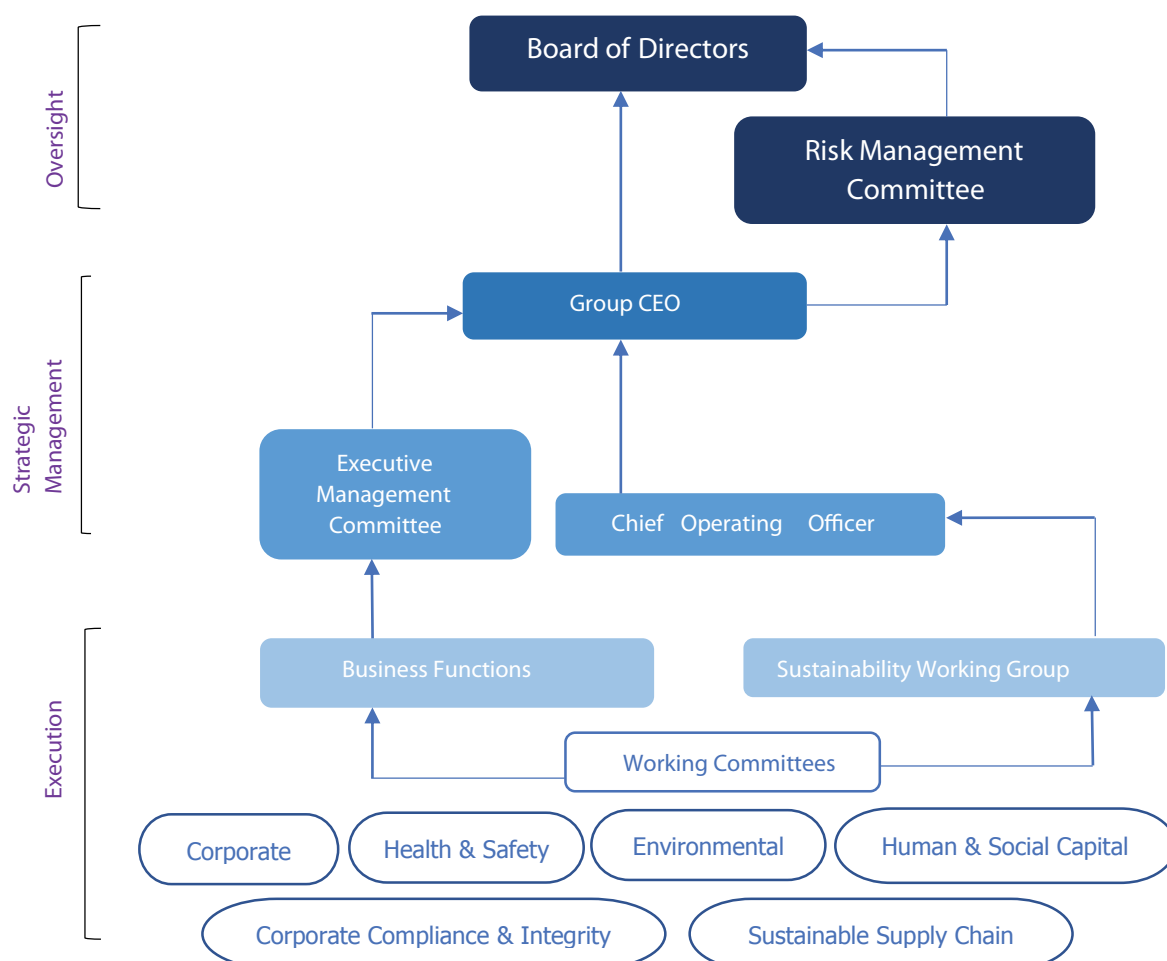 Oversight
Board of Directors
Risk Management
Committee
Strategic
Management
Group CEO
Executive
Management
Committee
Chief Operating Officer
Execution
Business Functions
Sustainability Working Group
Working Committees
Corporate
Health & Safety
Environmental
Human & Social Capital
Corporate Compliance & Integrity
Sustainable Supply Chain